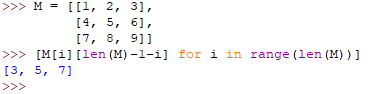 >>> M = [[1, 2, 3],
         [4, 5, 6],
         [7, 8, 9]]
>>> [M[i][len(M)-1-i] for i in range(len(M))]
[3, 5, 7]
>>>